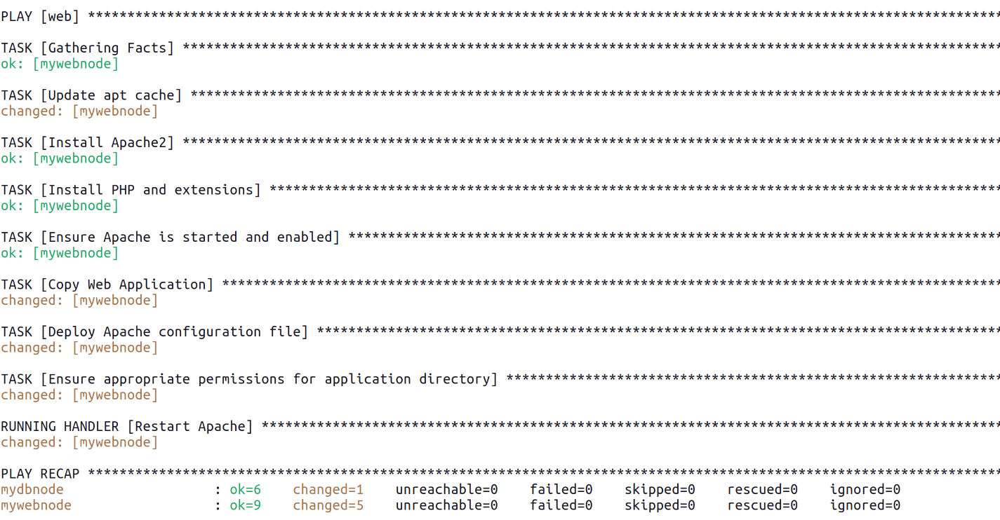 PLAY [web] ********************************************************************************************************************
TASK [Gathering Facts] ********************************************************************************************************
ok: [mywebnode]
TASK [Update apt cache] *******************************************************************************************************
changed: [mywebnode]
TASK [Install Apache2] ********************************************************************************************************
ok: [mywebnode]
TASK [Install PHP and extensions] *********************************************************************************************
ok: [mywebnode]
TASK [Ensure Apache is started and enabled] ***********************************************************************************
ok: [mywebnode]
TASK [Copy Web Application] ***************************************************************************************************
changed: [mywebnode]
TASK [Deploy Apache configuration file] ***************************************************************************************
changed: [mywebnode]
TASK [Ensure appropriate permissions for application directory] ***************************************************************
changed: [mywebnode]
RUNNING HANDLER [Restart Apache] **********************************************************************************************
changed: [mywebnode]
PLAY RECAP ********************************************************************************************************************
mydbnode                   : ok=6    changed=1    unreachable=0    failed=0    skipped=0    rescued=0    ignored=0
mywebnode                  : ok=9    changed=5    unreachable=0    failed=0    skipped=0    rescued=0    ignored=0